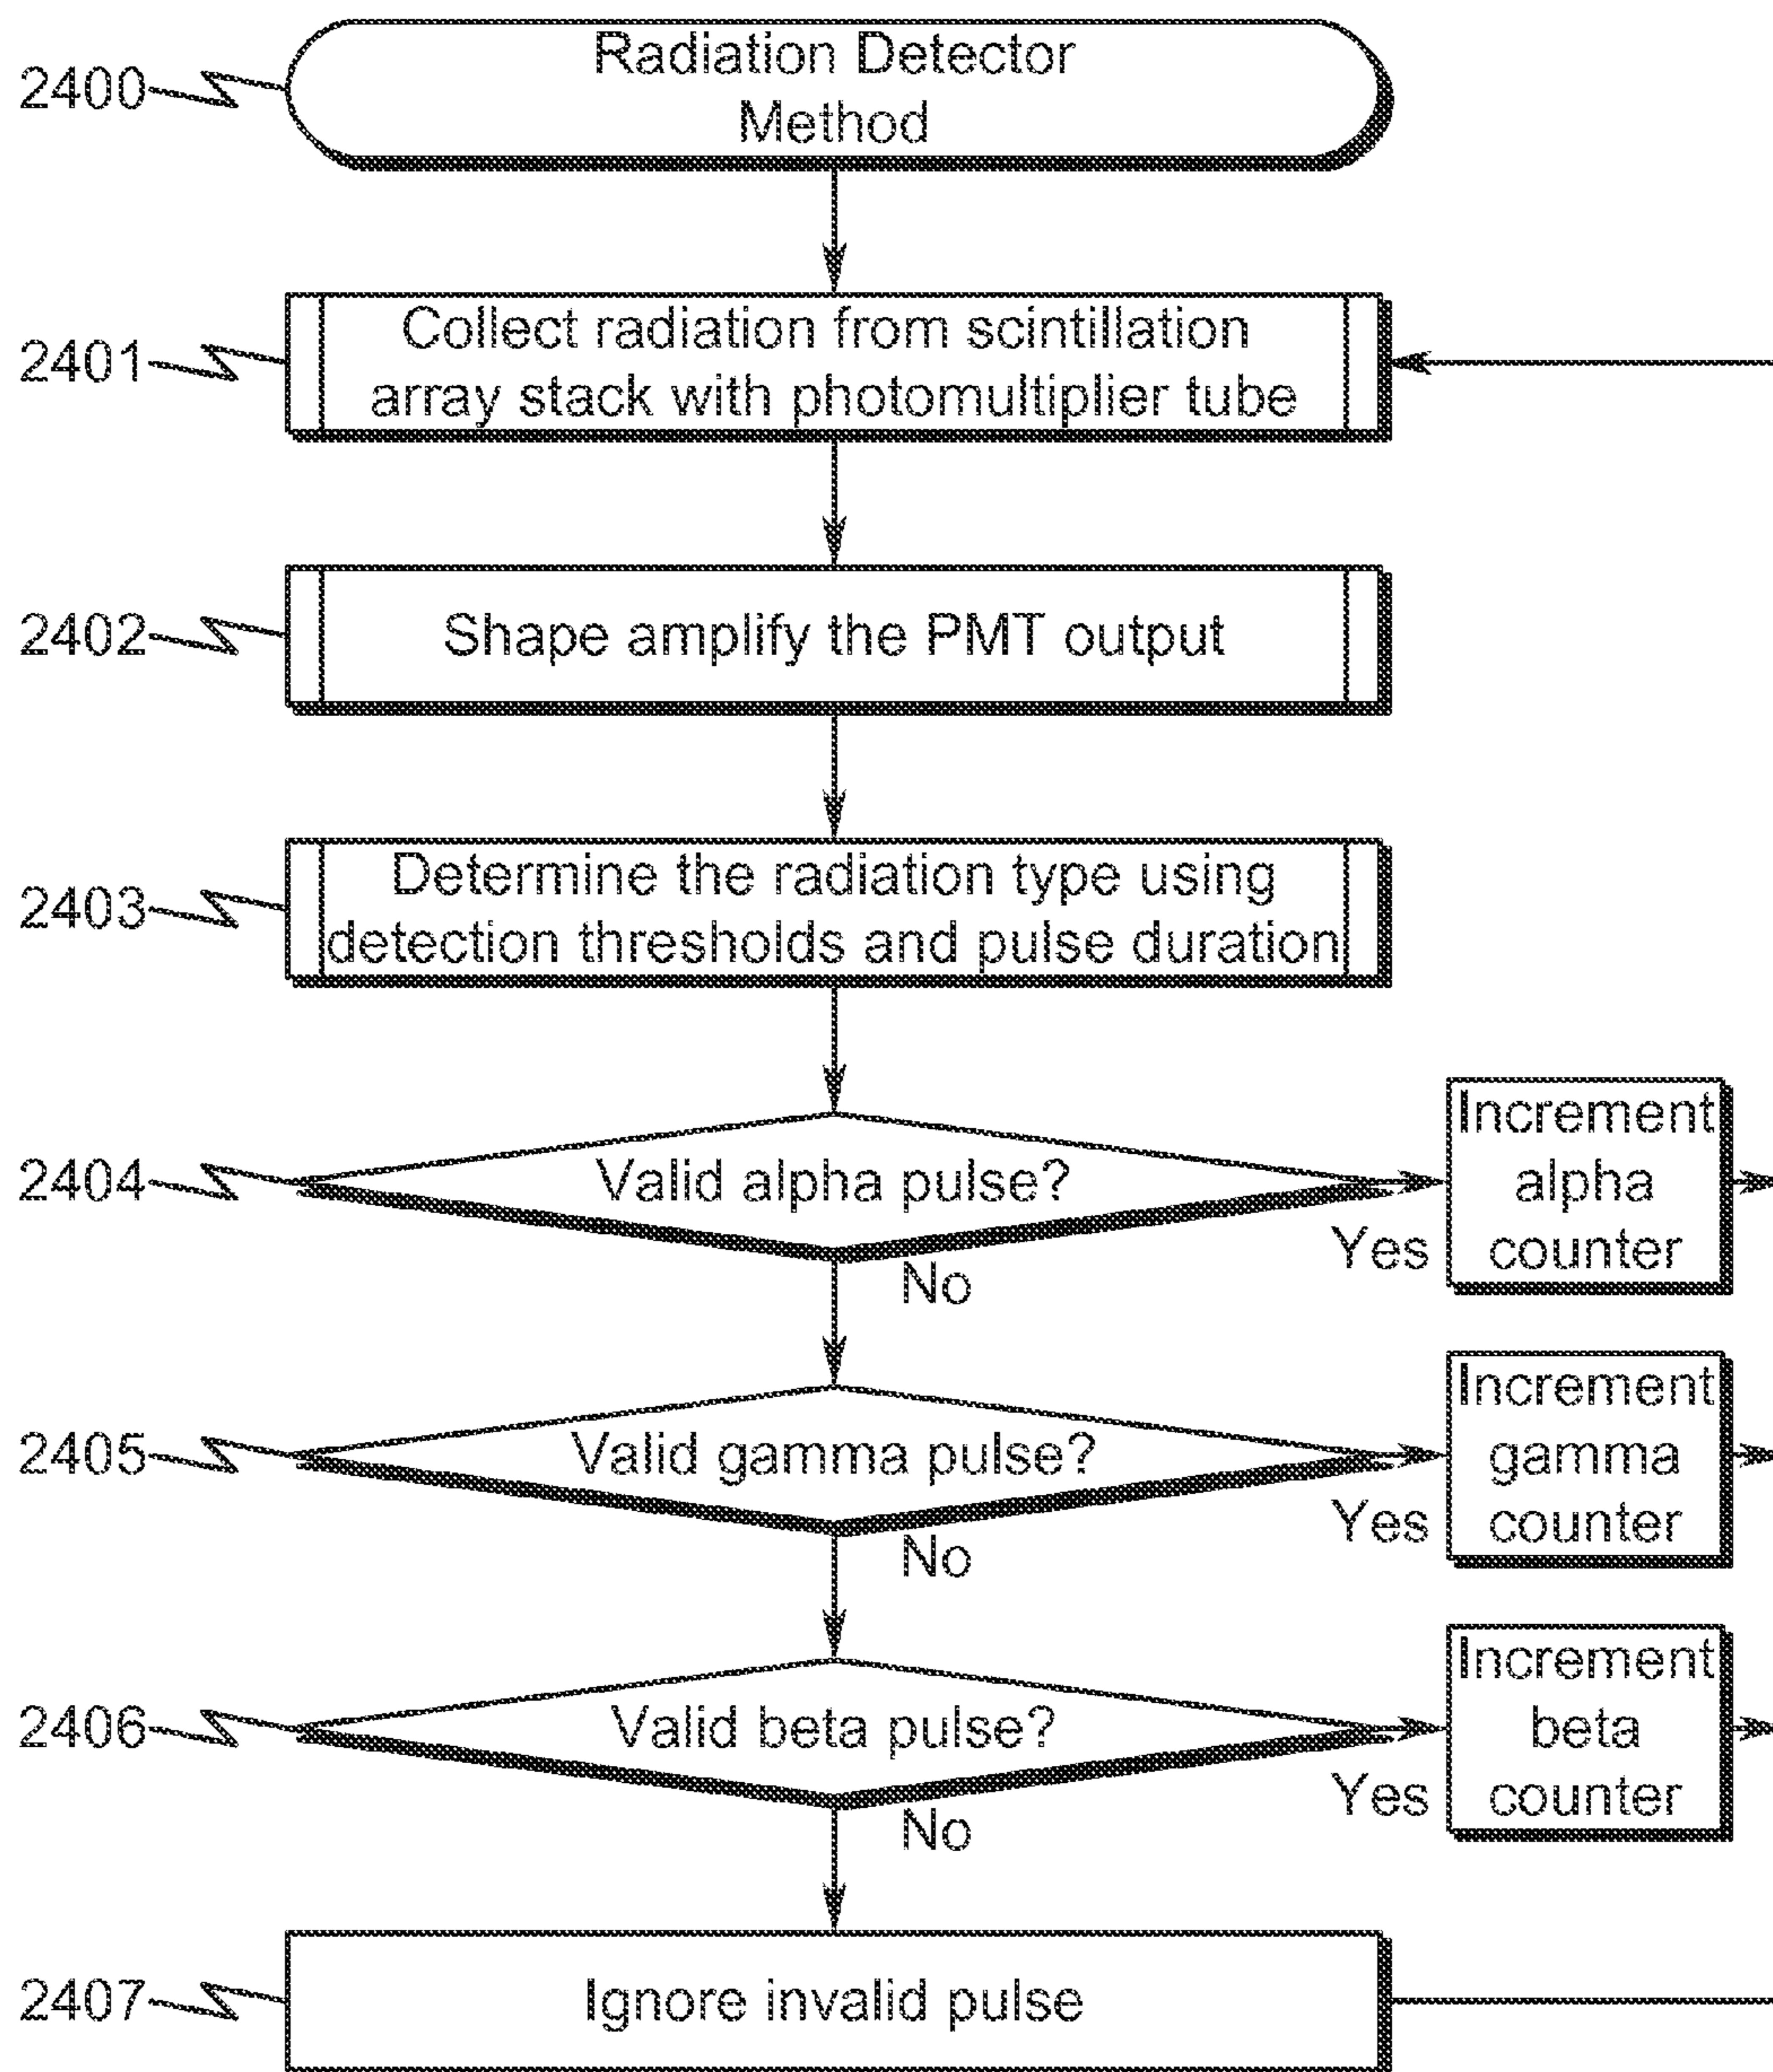 2400
Radiation Detector
Method
2401
Collect radiation from scintillation
array stack with photomultiplier tube
2402
Shape amplify the PMT output
2403
Determine the radiation type using
detection thresholds and pulse duration
2404
Valid alpha pulse?
Yes
No
Increment
alpha
counter
2405
Valid gamma pulse?
Yes
No
Increment
gamma
counter
2406
Valid beta pulse?
Yes
No
Increment
beta
counter
2407
Ignore invalid pulse